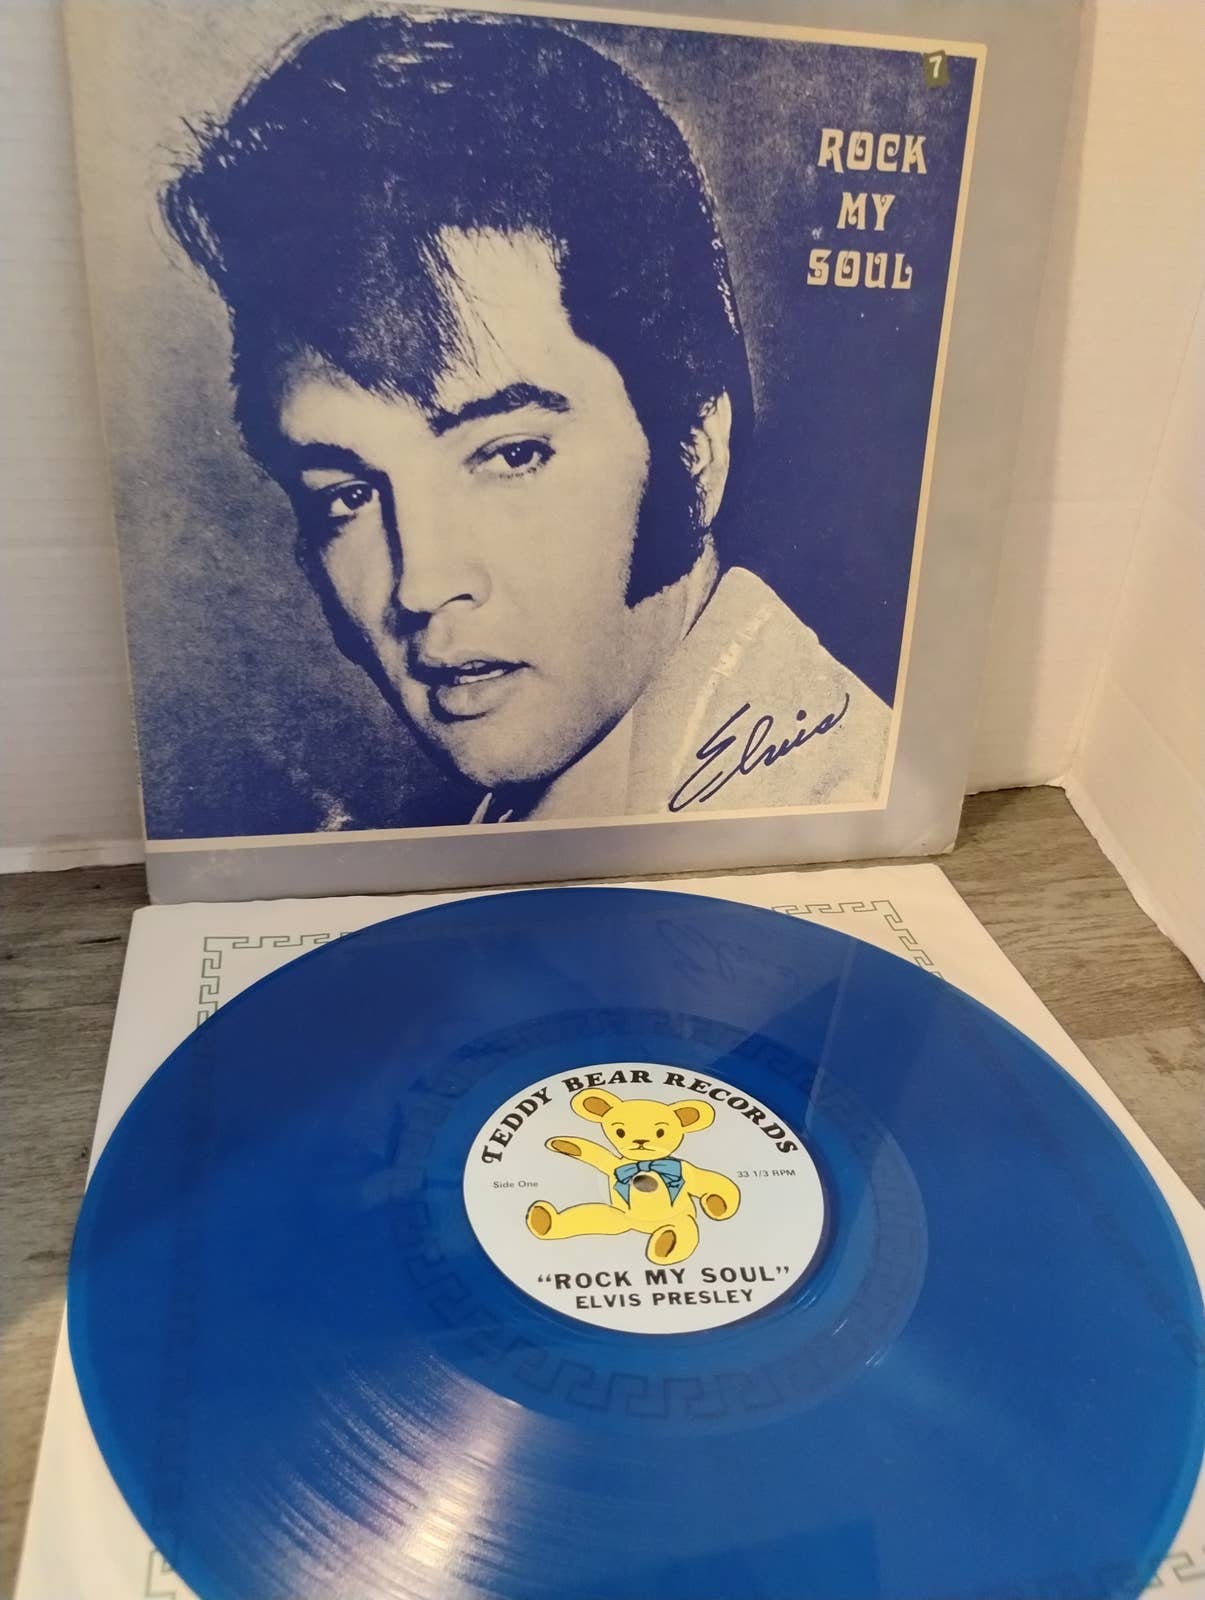 7
ROCK
MY
SOUL
Elvis
TEDDY BEAR RECORDS
Side One
33 1/3 RPM
"ROCK MY SOUL"
ELVIS PRESLEY